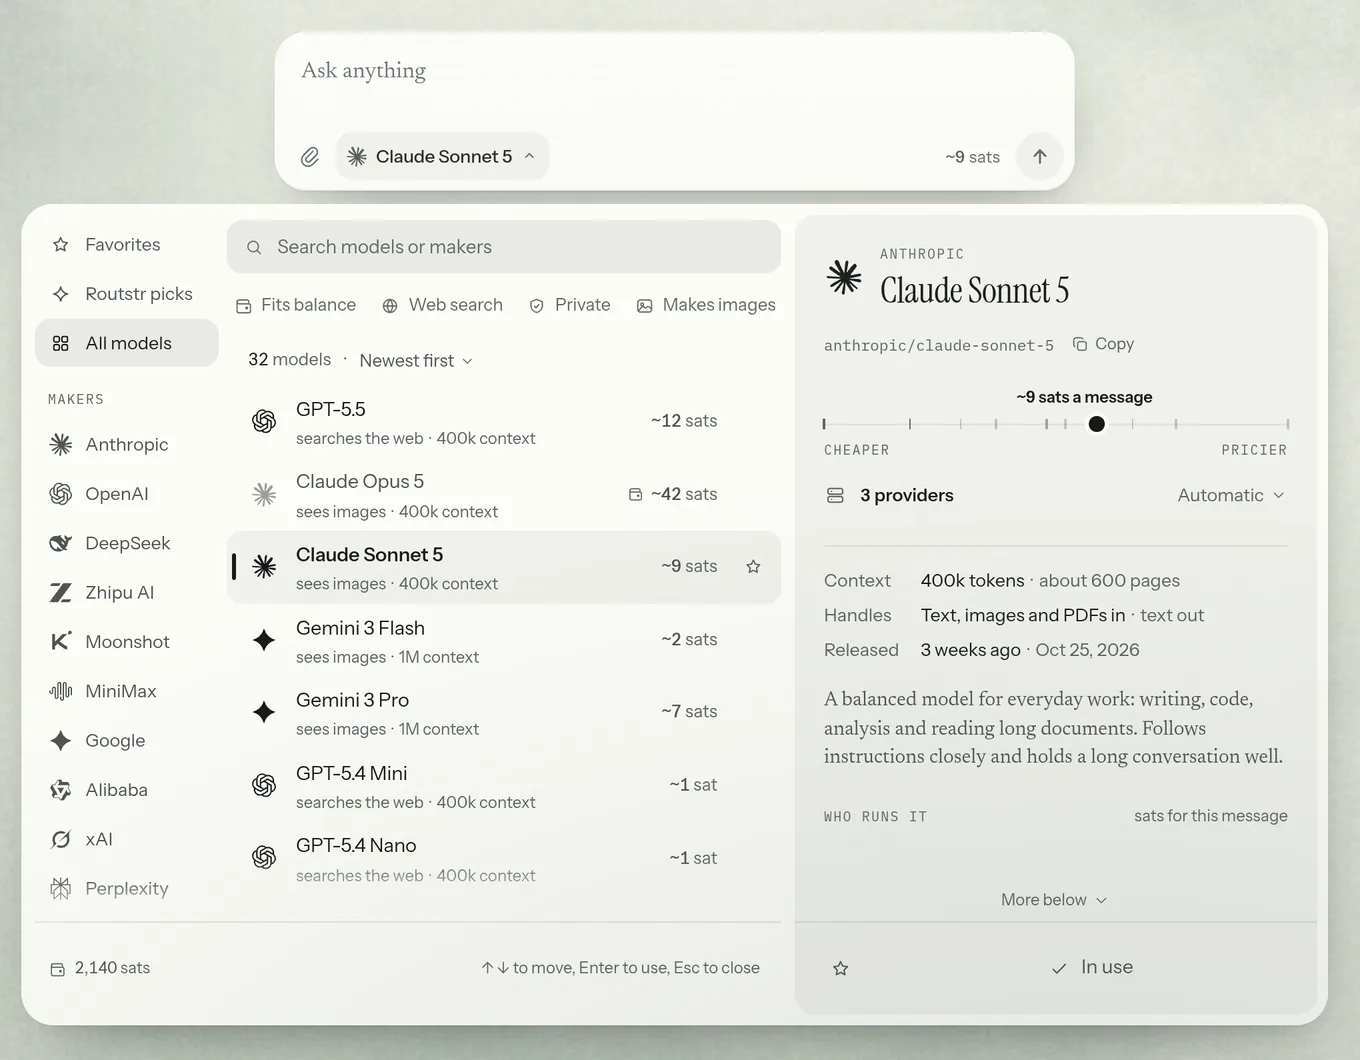 Ask anything
Claude Sonnet 5
~9 sats
Favorites
Routstr picks
All models
MAKERS
Anthropic
OpenAI
DeepSeek
Zhipu AI
Moonshot
MiniMax
Google
Alibaba
xAI
Perplexity
2,140 sats
Search models or makers
Fits balance
Web search
Private
Makes images
32 models · Newest first
GPT-5.5
~12 sats
searches the web · 400k context
Claude Opus 5
~42 sats
sees images · 400k context
Claude Sonnet 5
~9 sats
sees images · 400k context
Gemini 3 Flash
~2 sats
sees images · 1M context
Gemini 3 Pro
~7 sats
sees images · 1M context
GPT-5.4 Mini
~1 sat
searches the web · 400k context
GPT-5.4 Nano
~1 sat
searches the web · 400k context
↑↓ to move, Enter to use, Esc to close
ANTHROPIC
Claude Sonnet 5
anthropic/claude-sonnet-5
Copy
~9 sats a message
CHEAPER
PRICIER
3 providers
Automatic
Context 400k tokens · about 600 pages
Handles Text, images and PDFs in · text out
Released 3 weeks ago · Oct 25, 2026
A balanced model for everyday work: writing, code,
analysis and reading long documents. Follows
instructions closely and holds a long conversation well.
WHO RUNS IT
sats for this message
More below
In use